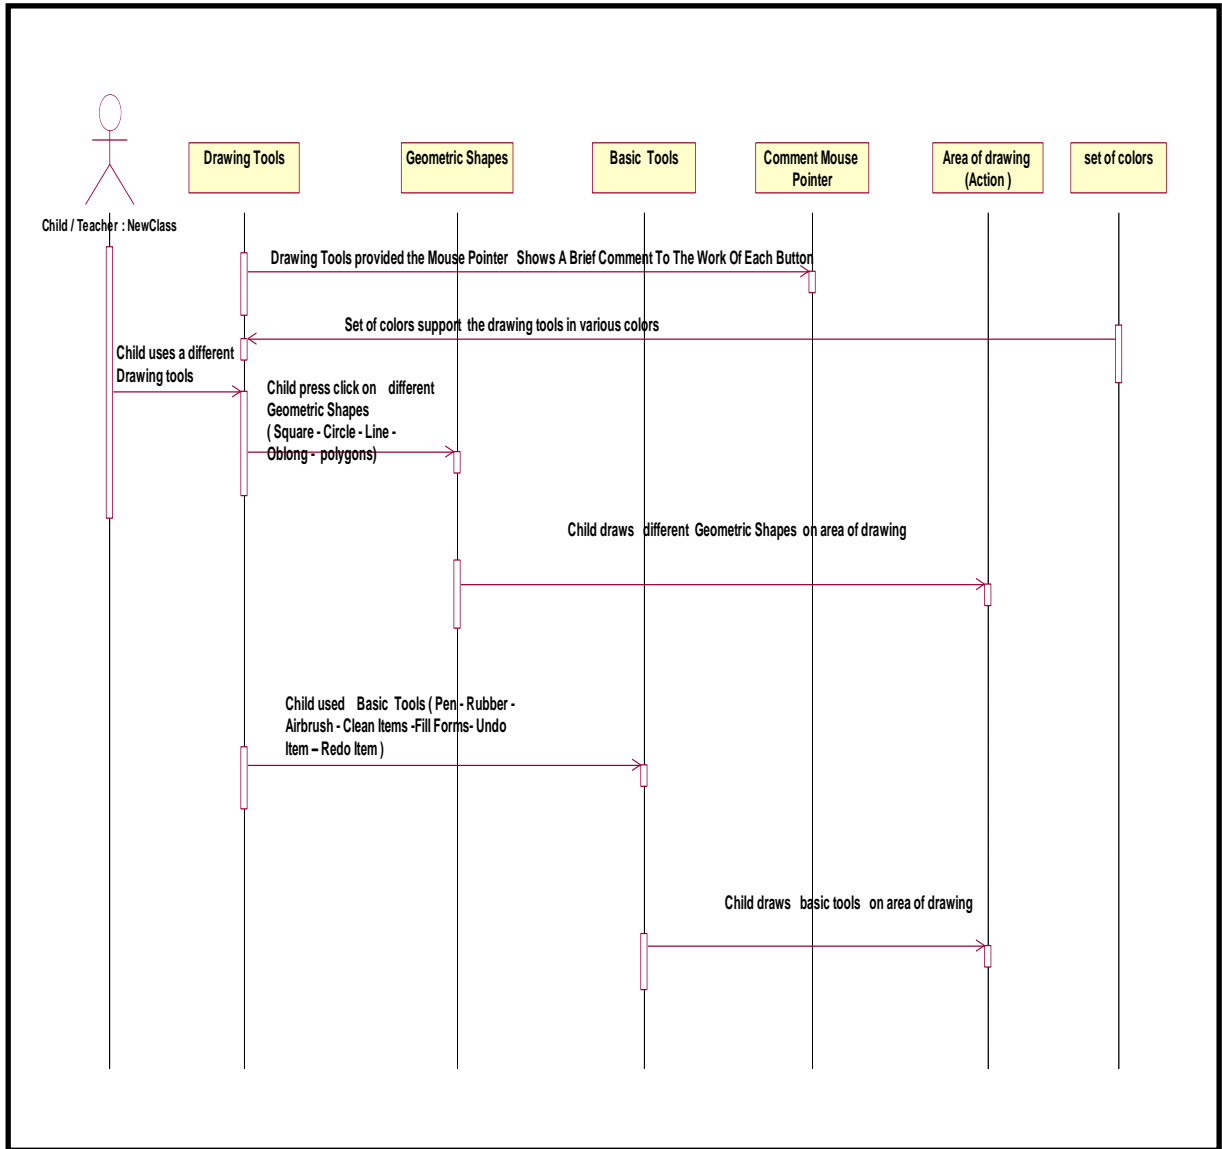 Drawing Tools
Geometric Shapes
Basic Tools
Comment Mouse
Pointer
Area of drawing
(Action )
set of colors
Child / Teacher : NewClass
Drawing Tools provided the Mouse Pointer Shows A Brief Comment To The Work Of Each Button
Set of colors support the drawing tools in various colors
Child uses a different
Drawing tools
Child press click on different
Geometric Shapes
( Square - Circle - Line -
Oblong - polygons)
Child draws different Geometric Shapes on area of drawing
Child used Basic Tools ( Pen - Rubber -
Airbrush - Clean Items -Fill Forms- Undo
Item – Redo Item )
Child draws basic tools on area of drawing